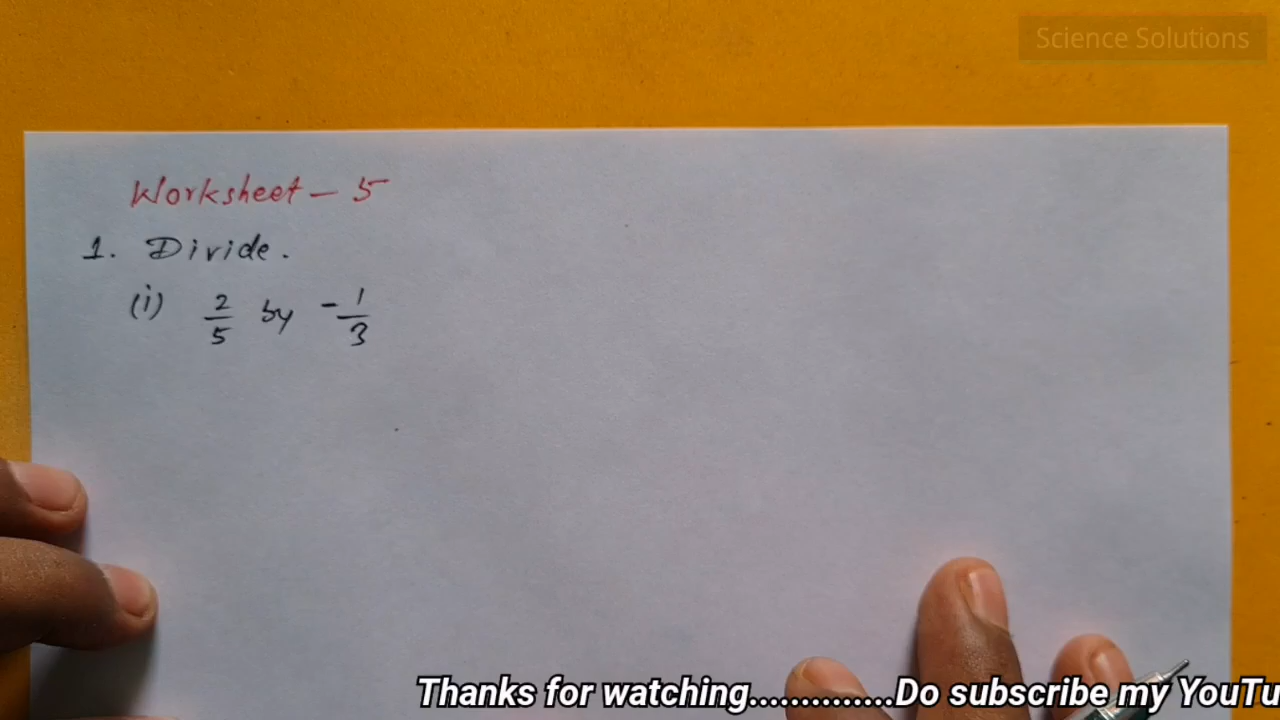 Science Solutions
Worksheet - 5
1. Divide.
(i) 2/5 by -1/3
Thanks for watching..............Do subscribe my YouTu